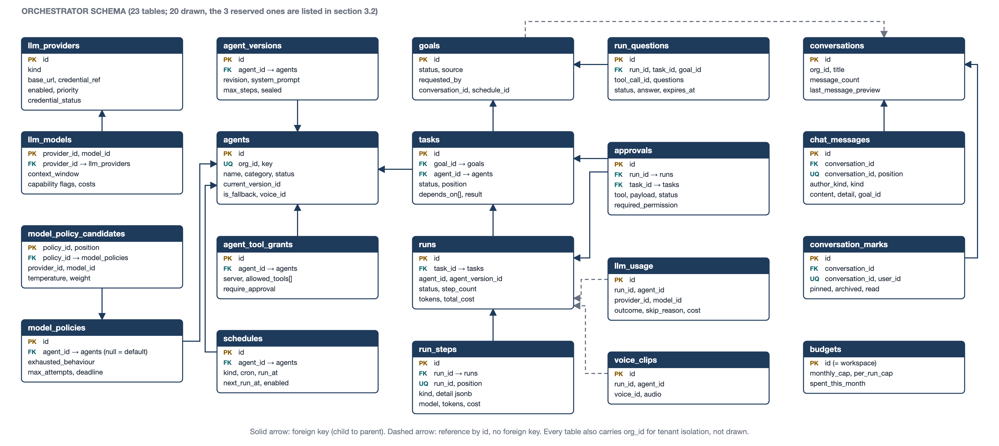 ORCHESTRATOR SCHEMA (23 tables; 20 drawn, the 3 reserved ones are listed in section 3.2)
llm_providers
PK id
kind
base_url, credential_ref
enabled, priority
credential_status
llm_models
PK provider_id, model_id
FK provider_id → llm_providers
context_window
capability flags, costs
model_policy_candidates
PK policy_id, position
FK policy_id → model_policies
provider_id, model_id
temperature, weight
model_policies
PK id
FK agent_id → agents (null = default)
exhausted_behaviour
max_attempts, deadline
agent_versions
PK id
FK agent_id → agents
revision, system_prompt
max_steps, sealed
agents
PK id
UQ org_id, key
name, category, status
current_version_id
is_fallback, voice_id
agent_tool_grants
PK id
FK agent_id → agents
server, allowed_tools[]
require_approval
schedules
PK id
FK agent_id → agents
kind, cron, run_at
next_run_at, enabled
goals
PK id
status, source
requested_by
conversation_id, schedule_id
tasks
PK id
FK goal_id → goals
FK agent_id → agents
status, position
depends_on[], result
runs
PK id
FK task_id → tasks
agent_id, agent_version_id
status, step_count
tokens, total_cost
run_steps
PK id
FK run_id → runs
UQ run_id, position
kind, detail jsonb
model, tokens, cost
run_questions
PK id
FK run_id, task_id, goal_id
tool_call_id, questions
status, answer, expires_at
approvals
PK id
FK run_id → runs
FK task_id → tasks
tool, payload, status
required_permission
llm_usage
PK id
run_id, agent_id
provider_id, model_id
outcome, skip_reason, cost
voice_clips
PK id
run_id, agent_id
voice_id, audio
conversations
PK id
org_id, title
message_count
last_message_preview
chat_messages
PK id
FK conversation_id
UQ conversation_id, position
author_kind, kind
content, detail, goal_id
conversation_marks
PK id
FK conversation_id
UQ conversation_id, user_id
pinned, archived, read
budgets
PK id (= workspace)
monthly_cap, per_run_cap
spent_this_month
Solid arrow: foreign key (child to parent). Dashed arrow: reference by id, no foreign key. Every table also carries org_id for tenant isolation, not drawn.